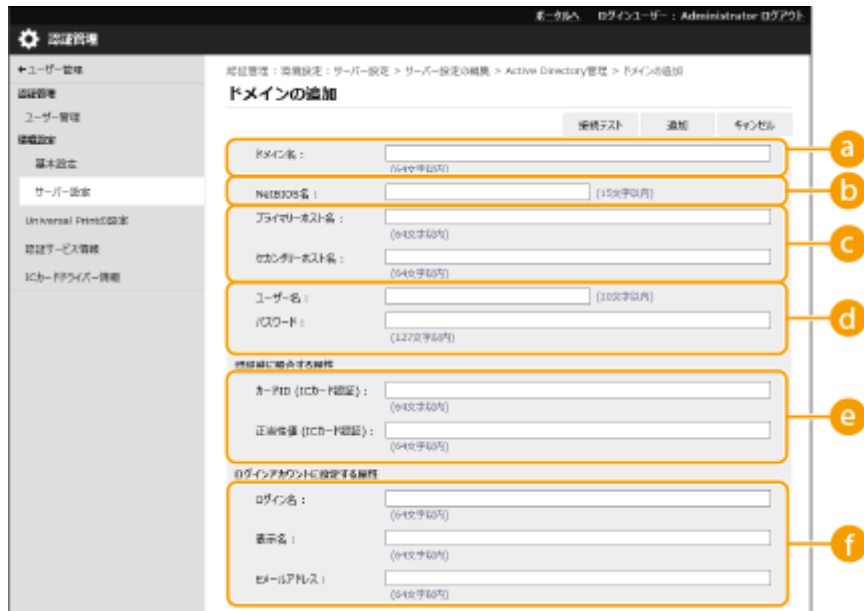 ポータルへ ログインユーザー：Administrator ログアウト
認証管理
ユーザー管理
認証管理
ユーザー管理
環境設定
基本設定
サーバー設定
Universal Printの設定
認証サービス情報
ICカードドライバー情報
認証管理 : 環境設定 : サーバー設定 > サーバー設定の編集 > Active Directory管理 > ドメインの追加
ドメインの追加
接続テスト 追加 キャンセル
ドメイン名 :
(64文字以内)
a
NetBIOS名 : (15文字以内)
b
プライマリーホスト名 :
(64文字以内)
セカンダリーホスト名 :
(64文字以内)
c
ユーザー名 : (20文字以内)
パスワード :
(127文字以内)
d
認証時に照合する属性
カードID (ICカード認証) :
(64文字以内)
正当性値 (ICカード認証) :
(64文字以内)
e
ログインアカウントに設定する属性
ログイン名 :
(64文字以内)
表示名 :
(64文字以内)
Eメールアドレス :
(64文字以内)
f